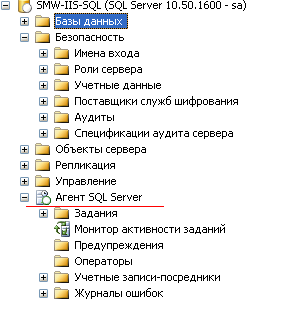 SMW-IIS-SQL (SQL Server 10.50.1600 - sa)
Базы данных
Безопасность
Имена входа
Роли сервера
Учетные данные
Поставщики служб шифрования
Аудиты
Спецификации аудита сервера
Объекты сервера
Репликация
Управление
Агент SQL Server
Задания
Монитор активности заданий
Предупреждения
Операторы
Учетные записи-посредники
Журналы ошибок